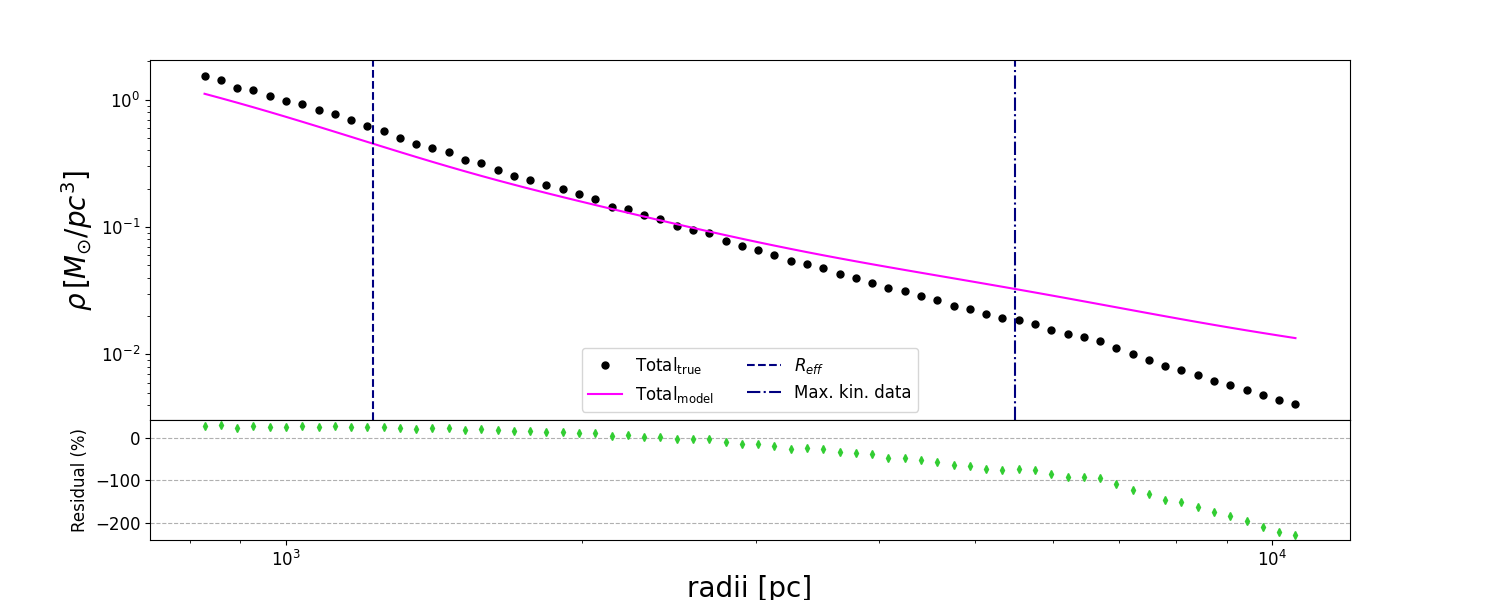 ρ [M⊙/pc³]
10⁰
10⁻¹
10⁻²
Total_true
Total_model
R_eff
Max. kin. data
Residual (%)
0
−100
−200
10³
10⁴
radii [pc]